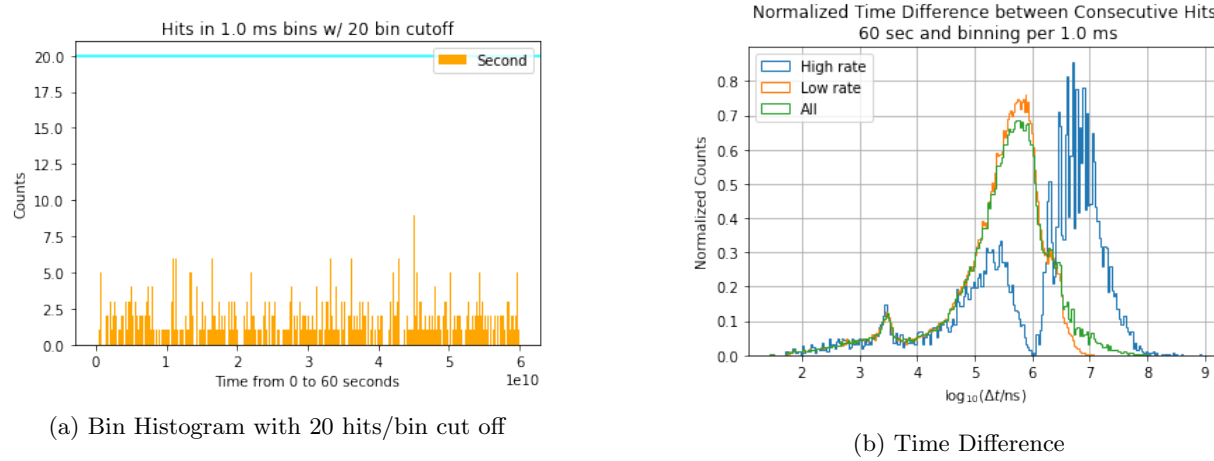 Hits in 1.0 ms bins w/ 20 bin cutoff
20.0
17.5
15.0
12.5
10.0
7.5
5.0
2.5
0.0
Counts
Second
0 1 2 3 4 5 6
1e10
Time from 0 to 60 seconds
(a) Bin Histogram with 20 hits/bin cut off
Normalized Time Difference between Consecutive Hits
60 sec and binning per 1.0 ms
High rate
Low rate
All
0.8
0.7
0.6
0.5
0.4
0.3
0.2
0.1
0.0
Normalized Counts
2 3 4 5 6 7 8 9
log₁₀(Δt/ns)
(b) Time Difference